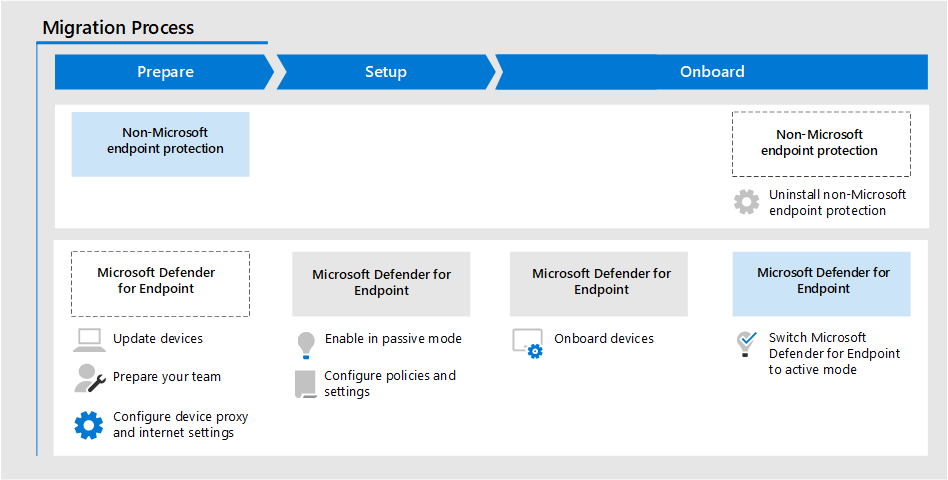 Migration Process
Prepare
Setup
Onboard
Non-Microsoft
endpoint protection
Non-Microsoft
endpoint protection
Uninstall non-Microsoft
endpoint protection
Microsoft Defender
for Endpoint
Update devices
Prepare your team
Configure device proxy
and internet settings
Microsoft Defender for
Endpoint
Enable in passive mode
Configure policies and
settings
Microsoft Defender for
Endpoint
Onboard devices
Microsoft Defender for
Endpoint
Switch Microsoft
Defender for Endpoint
to active mode